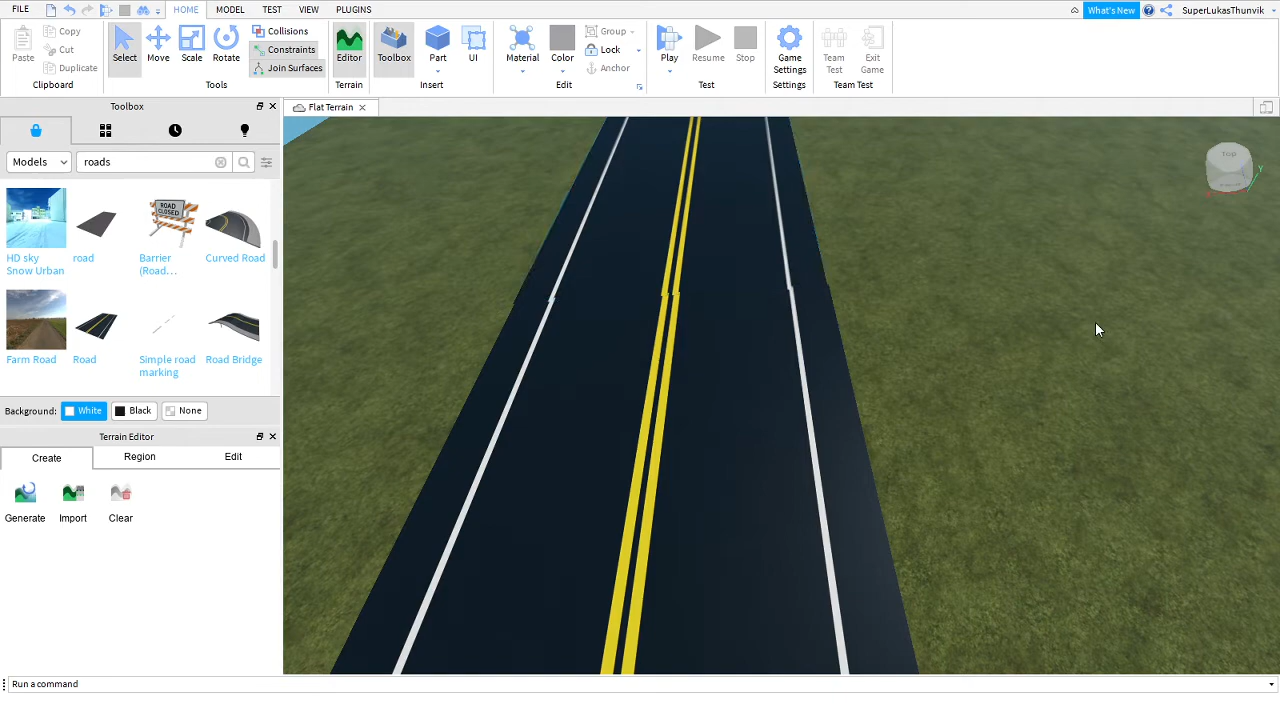 FILE HOME MODEL TEST VIEW PLUGINS What's New SuperLukasThunvik
Paste Copy Cut Duplicate Select Move Scale Rotate Collisions Constraints Join Surfaces Editor Toolbox Part UI Material Color Group Lock Anchor Play Resume Stop Game Settings Team Test Exit Game
Clipboard Tools Terrain Insert Edit Test Settings Team Test
Toolbox Flat Terrain
Models roads
ROAD CLOSED
HD sky Snow Urban road Barrier (Road... Curved Road
Farm Road Road Simple road marking Road Bridge
Background: White Black None
Terrain Editor
Create Region Edit
Generate Import Clear
TOP
Y
Run a command